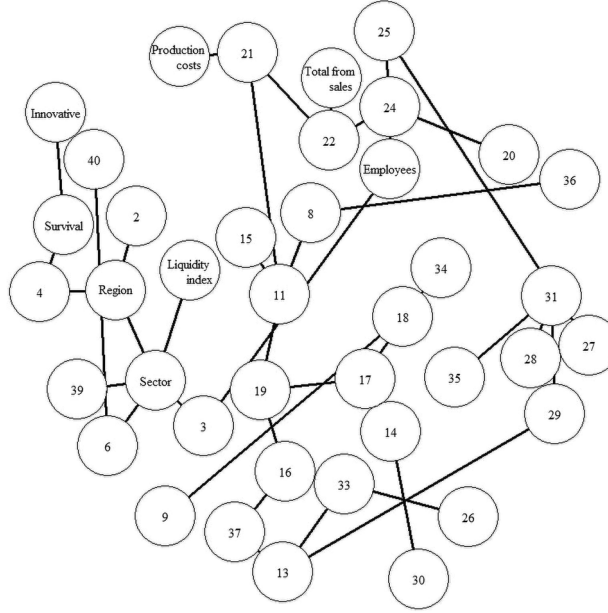 25
Production
costs
21
Total from
sales
24
Innovative
22
20
40
Employees
36
8
2
Survival
15
Liquidity
index
34
4
Region
11
31
18
27
28
Sector
17
35
39
19
29
3
14
6
16
33
9
26
37
13
30